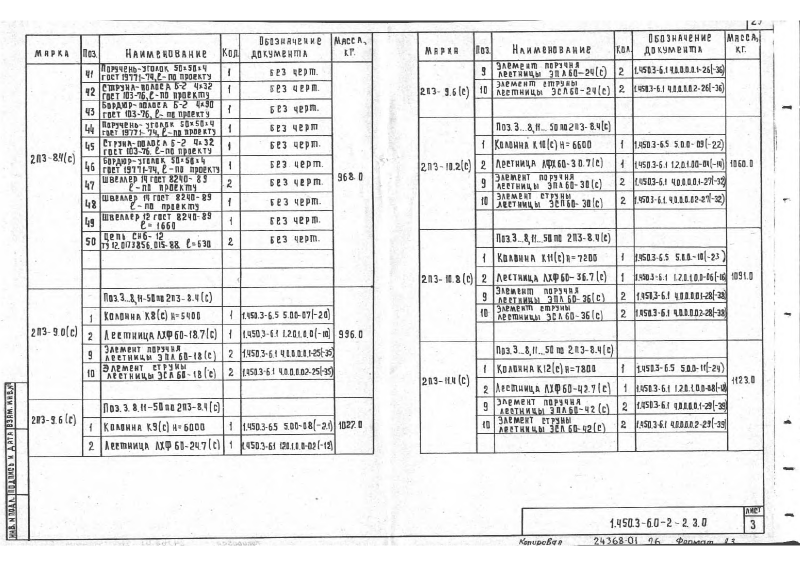 23
МАРКА ПОЗ. НАИМЕНОВАНИЕ КОЛ. ОБОЗНАЧЕНИЕ ДОКУМЕНТА МАССА, КГ.
2ПЗ-8.4(с) 968.0
41 ПОРУЧЕНЬ-УГОЛОК 50×50×4 ГОСТ 19771-74, ℓ-ПО ПРОЕКТУ 1 БЕЗ ЧЕРТ.
42 СТРУНА-ПОЛОСА Б-2 4×32 ГОСТ 103-76, ℓ-ПО ПРОЕКТУ 1 БЕЗ ЧЕРТ.
43 БОРДЮР-ПОЛОСА Б-2 4×90 ГОСТ 103-76, ℓ-ПО ПРОЕКТУ 1 БЕЗ ЧЕРТ.
44 ПОРУЧЕНЬ-УГОЛОК 50×50×4 ГОСТ 19771-74, ℓ-ПО ПРОЕКТУ 1 БЕЗ ЧЕРТ.
45 СТРУНА-ПОЛОСА Б-2 4×32 ГОСТ 103-76, ℓ-ПО ПРОЕКТУ 1 БЕЗ ЧЕРТ.
46 БОРДЮР-УГОЛОК 50×50×4 ГОСТ 19771-74, ℓ-ПО ПРОЕКТУ 1 БЕЗ ЧЕРТ.
47 ШВЕЛЛЕР 14 ГОСТ 8240-89 ℓ-ПО ПРОЕКТУ 2 БЕЗ ЧЕРТ.
48 ШВЕЛЛЕР 14 ГОСТ 8240-89 ℓ-ПО ПРОЕКТУ 1 БЕЗ ЧЕРТ.
49 ШВЕЛЛЕР 12 ГОСТ 8240-89 ℓ=1660 1 БЕЗ ЧЕРТ.
50 ЦЕПЬ СН6-12 ТУ 12.0173856.015-88 ℓ=630 2 БЕЗ ЧЕРТ.
2ПЗ-9.0(с) 996.0
ПОЗ.3...8,11-50 ПО 2ПЗ-8.4(с)
1 КОЛОННА К8(с) H=5400 1 1.450.3-6.5 5.00-07(-20)
2 ЛЕСТНИЦА ЛХФ60-18.7(с) 1 1.450.3-6.1 1.2.0.1.0.0(-10)
9 ЭЛЕМЕНТ ПОРУЧНЯ ЛЕСТНИЦЫ ЭПЛ60-18(с) 2 1.450.3-6.1 4.0.0.0.0.1-25(-35)
10 ЭЛЕМЕНТ СТРУНЫ ЛЕСТНИЦЫ ЭСЛ60-18(с) 2 1.450.3-6.1 4.0.0.0.0.2-25(-35)
2ПЗ-9.6(с) 1022.0
ПОЗ.3..8,11-50 ПО 2ПЗ-8.4(с)
1 КОЛОННА К9(с) H=6000 1 1.450.3-6.5 5.00-08(-21)
2 ЛЕСТНИЦА ЛХФ60-24.7(с) 1 1.450.3-6.1 1.2.0.1.0.0-02(-12)
МАРКА ПОЗ. НАИМЕНОВАНИЕ КОЛ. ОБОЗНАЧЕНИЕ ДОКУМЕНТА МАССА, КГ.
2ПЗ-9.6(с)
9 ЭЛЕМЕНТ ПОРУЧНЯ ЛЕСТНИЦЫ ЭПЛ60-24(с) 2 1.450.3-6.1 4.0.0.0.0.1-26(-36)
10 ЭЛЕМЕНТ СТРУНЫ ЛЕСТНИЦЫ ЭСЛ60-24(с) 2 1.450.3-6.1 4.0.0.0.0.2-26(-36)
2ПЗ-10.2(с) 1060.0
ПОЗ.3...8,11...50 ПО 2ПЗ-8.4(с)
1 КОЛОННА К10(с) H=6600 1 1.450.3-6.5 5.0.0-09(-22)
2 ЛЕСТНИЦА ЛХФ60-30.7(с) 1 1.450.3-6.1 1.2.0.1.00-04(-14)
9 ЭЛЕМЕНТ ПОРУЧНЯ ЛЕСТНИЦЫ ЭПЛ60-30(с) 2 1.450.3-6.1 4.0.0.0.0.1-27(-37)
10 ЭЛЕМЕНТ СТРУНЫ ЛЕСТНИЦЫ ЭСЛ60-30(с) 2 1.450.3-6.1 4.0.0.0.0.2-27(-37)
2ПЗ-10.8(с) 1091.0
ПОЗ.3...8,11...50 ПО 2ПЗ-8.4(с)
1 КОЛОННА К11(с) H=7200 1 1.450.3-6.5 5.0.0-10(-23)
2 ЛЕСТНИЦА ЛХФ60-36.7(с) 1 1.450.3-6.1 1.2.0.1.0.0-06(-16)
9 ЭЛЕМЕНТ ПОРУЧНЯ ЛЕСТНИЦЫ ЭПЛ60-36(с) 2 1.450.3-6.1 4.0.0.0.0.1-28(-38)
10 ЭЛЕМЕНТ СТРУНЫ ЛЕСТНИЦЫ ЭСЛ60-36(с) 2 1.450.3-6.1 4.0.0.0.0.2-28(-38)
2ПЗ-11.4(с) 1123.0
ПОЗ.3...8,11...50 ПО 2ПЗ-8.4(с)
1 КОЛОННА К12(с) H=7800 1 1.450.3-6.5 5.0.0-11(-24)
2 ЛЕСТНИЦА ЛХФ60-42.7(с) 1 1.450.3-6.1 1.2.0.1.0.0-08(-18)
9 ЭЛЕМЕНТ ПОРУЧНЯ ЛЕСТНИЦЫ ЭПЛ60-42(с) 2 1.450.3-6.1 4.0.0.0.0.1-29(-39)
10 ЭЛЕМЕНТ СТРУНЫ ЛЕСТНИЦЫ ЭСЛ60-42(с) 2 1.450.3-6.1 4.0.0.0.0.2-29(-39)
ИНВ.№ПОДЛ. ПОДПИСЬ И ДАТА ВЗАМ.ИНВ.№
1.450.3-6.0-2-2.3.0
ЛИСТ
3
Копировал 24368-01 26 Формат А3